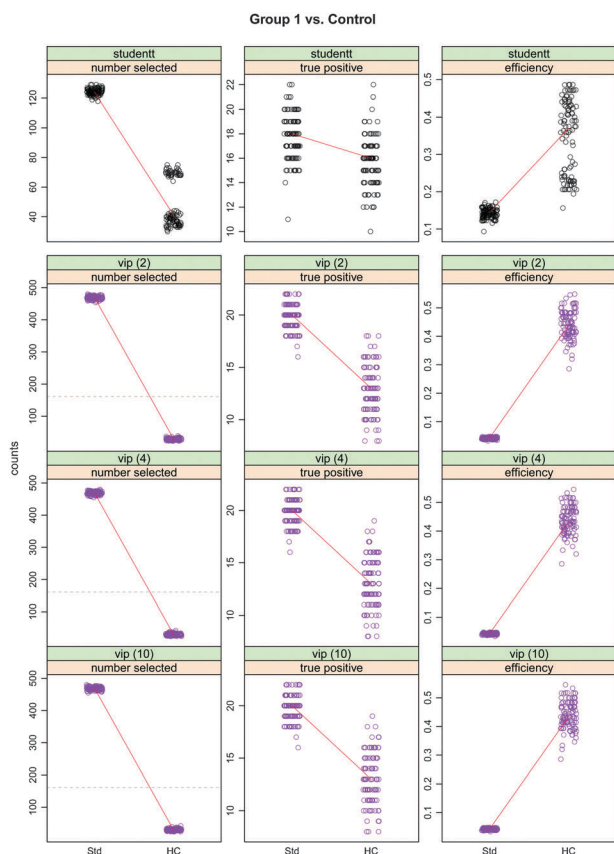 Group 1 vs. Control
studentt
studentt
studentt
number selected
true positive
efficiency
120
100
80
60
40
22
20
18
16
14
12
10
0.5
0.4
0.3
0.2
0.1
vip (2)
vip (2)
vip (2)
number selected
true positive
efficiency
500
400
300
200
100
20
15
10
0.5
0.4
0.3
0.2
0.1
counts
vip (4)
vip (4)
vip (4)
number selected
true positive
efficiency
500
400
300
200
100
20
15
10
0.5
0.4
0.3
0.2
0.1
vip (10)
vip (10)
vip (10)
number selected
true positive
efficiency
500
400
300
200
100
20
15
10
0.5
0.4
0.3
0.2
0.1
Std
HC
Std
HC
Std
HC